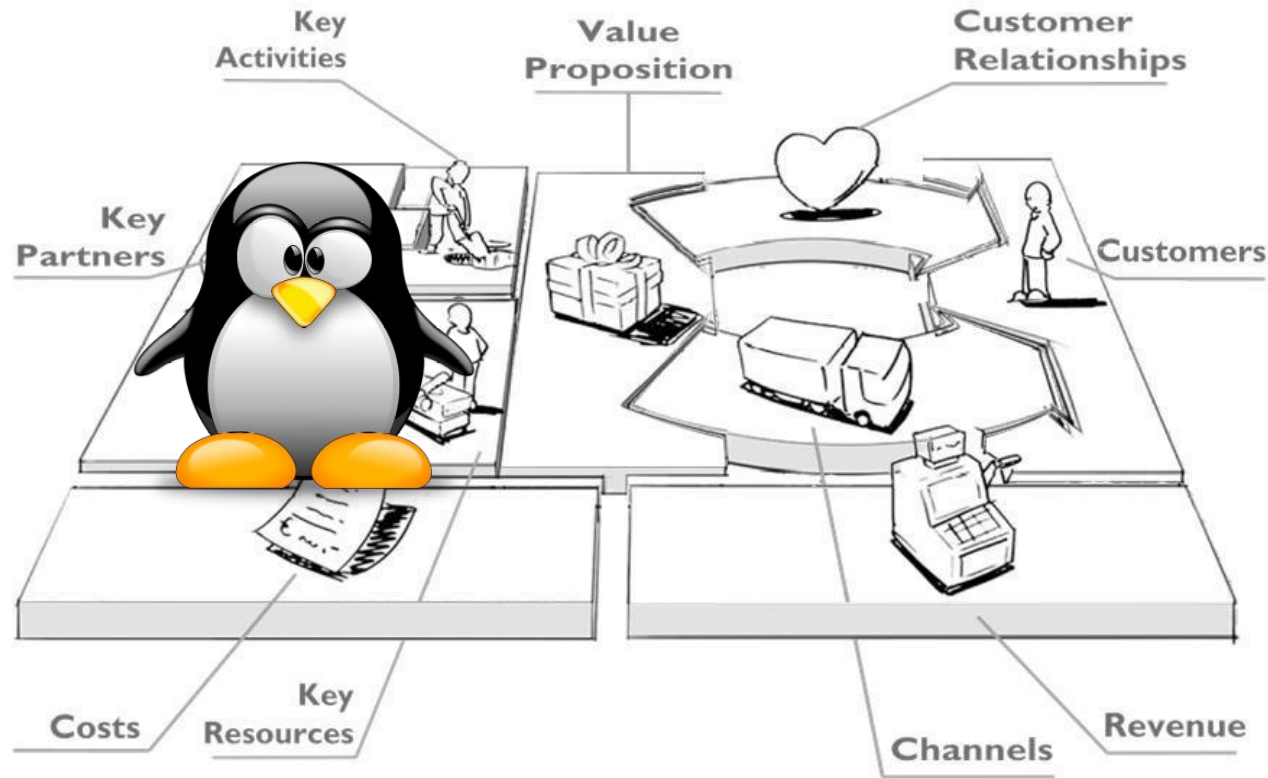 Key
Activities
Value
Proposition
Customer
Relationships
Key
Partners
Customers
Costs
Key
Resources
Channels
Revenue